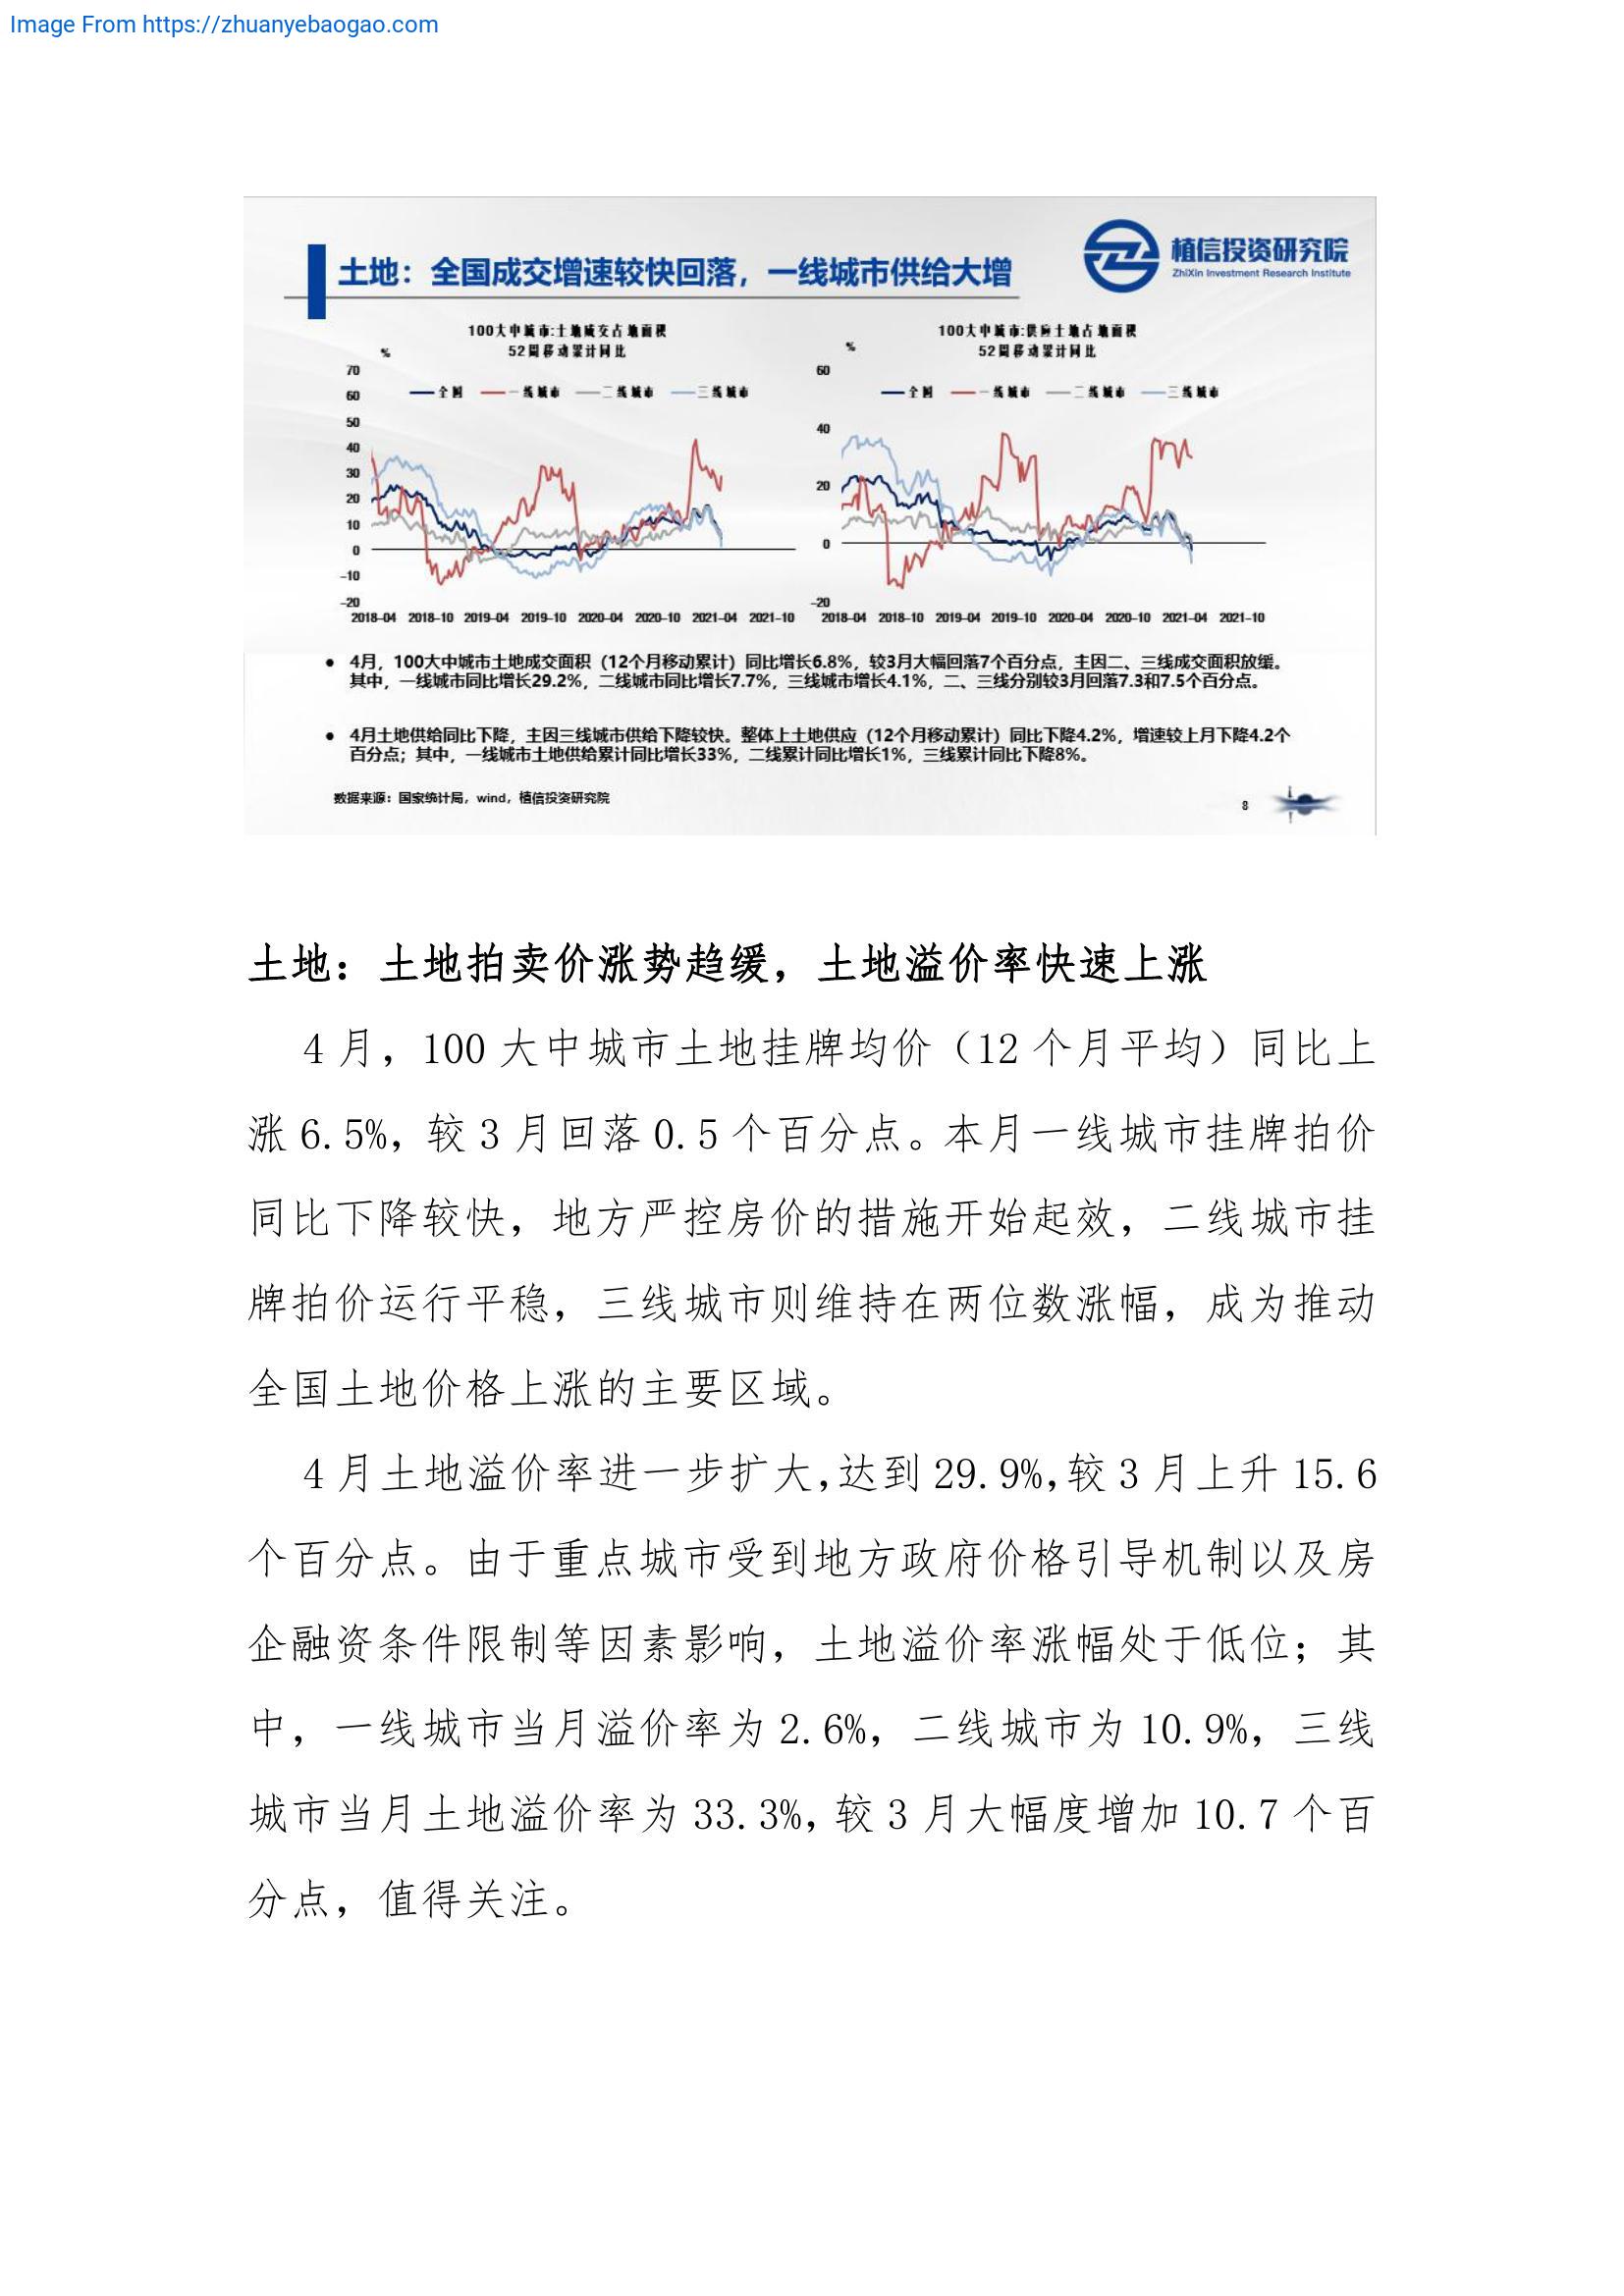 Image From https://zhuanyebaogao.com
植信投资研究院
ZhiXin Investment Research Institute
土地：全国成交增速较快回落，一线城市供给大增
100大中城市:土地成交占地面积
52周移动累计同比
%
70
60
50
40
30
20
10
0
-10
-20
全国 一线城市 二线城市 三线城市
2018-04 2018-10 2019-04 2019-10 2020-04 2020-10 2021-04 2021-10
100大中城市:供应土地占地面积
52周移动累计同比
%
60
40
20
0
-20
全国 一线城市 二线城市 三线城市
2018-04 2018-10 2019-04 2019-10 2020-04 2020-10 2021-04 2021-10
● 4月，100大中城市土地成交面积（12个月移动累计）同比增长6.8%，较3月大幅回落7个百分点，主因二、三线成交面积放缓。
其中，一线城市同比增长29.2%，二线城市同比增长7.7%，三线城市增长4.1%，二、三线分别较3月回落7.3和7.5个百分点。
● 4月土地供给同比下降，主因三线城市供给下降较快。整体上土地供应（12个月移动累计）同比下降4.2%，增速较上月下降4.2个
百分点；其中，一线城市土地供给累计同比增长33%，二线累计同比增长1%，三线累计同比下降8%。
数据来源：国家统计局，wind，植信投资研究院
8
土地：土地拍卖价涨势趋缓，土地溢价率快速上涨
4 月，100 大中城市土地挂牌均价（12 个月平均）同比上
涨 6.5%，较 3 月回落 0.5 个百分点。本月一线城市挂牌拍价
同比下降较快，地方严控房价的措施开始起效，二线城市挂
牌拍价运行平稳，三线城市则维持在两位数涨幅，成为推动
全国土地价格上涨的主要区域。
4 月土地溢价率进一步扩大，达到 29.9%，较 3 月上升 15.6
个百分点。由于重点城市受到地方政府价格引导机制以及房
企融资条件限制等因素影响，土地溢价率涨幅处于低位；其
中，一线城市当月溢价率为 2.6%，二线城市为 10.9%，三线
城市当月土地溢价率为 33.3%，较 3 月大幅度增加 10.7 个百
分点，值得关注。